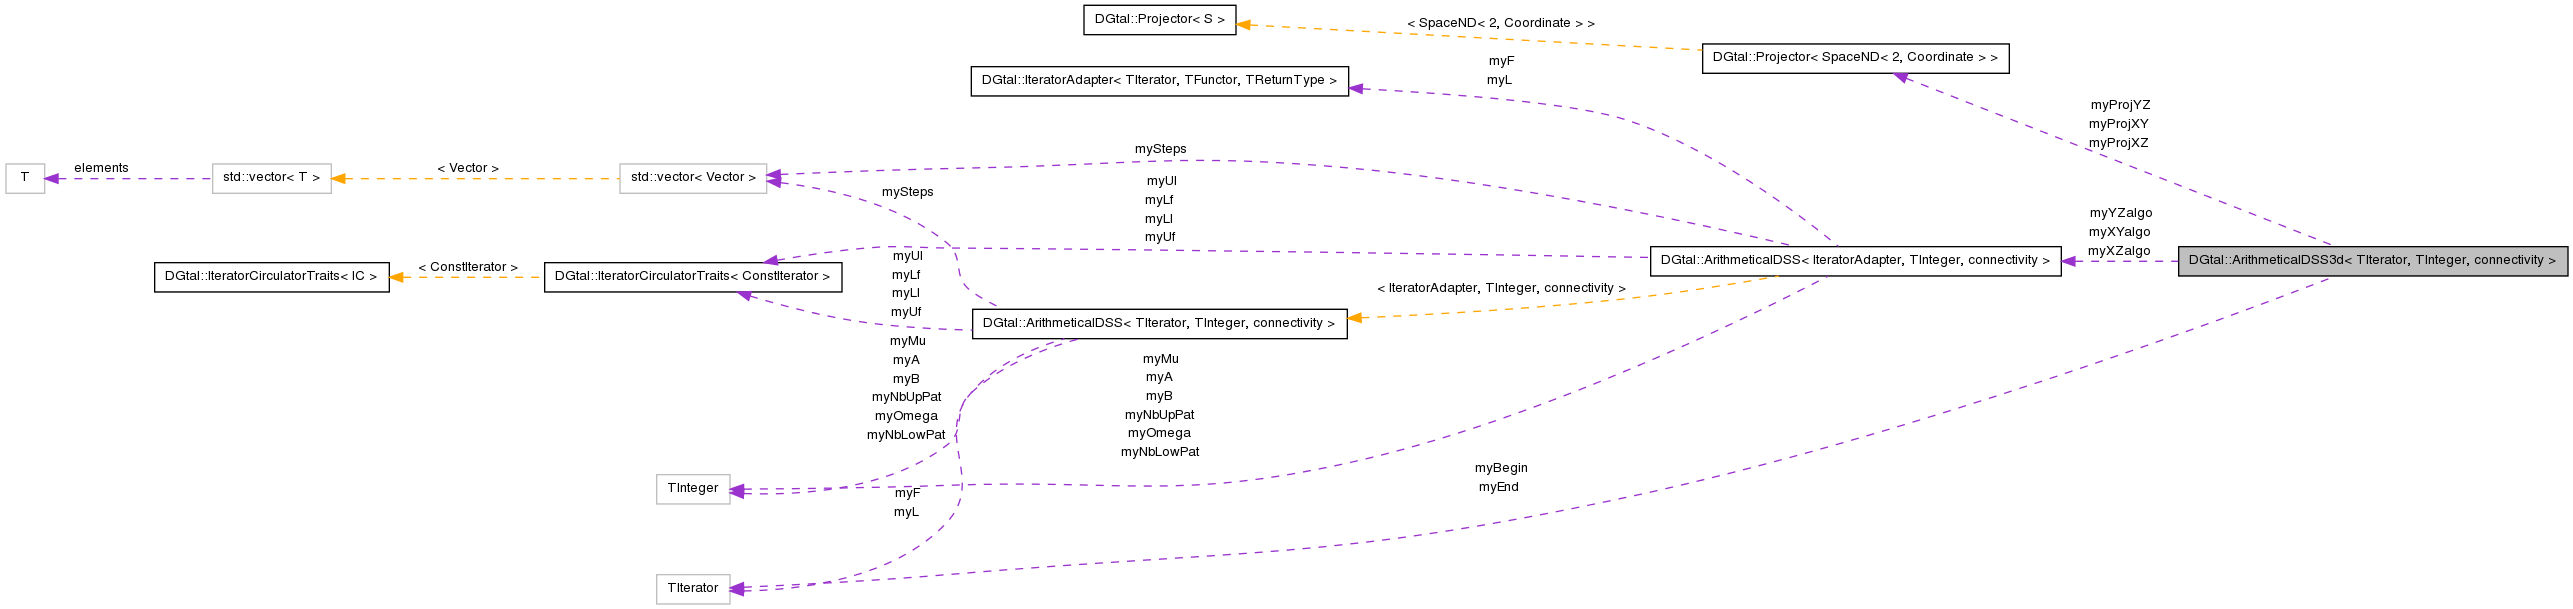 DGtal::Projector< S >
< SpaceND< 2, Coordinate > >
DGtal::Projector< SpaceND< 2, Coordinate > >
DGtal::IteratorAdapter< TIterator, TFunctor, TReturnType >
myF
myL
myProjYZ
myProjXY
myProjXZ
T
elements
std::vector< T >
< Vector >
std::vector< Vector >
mySteps
mySteps
myUl
myLf
myLl
myUf
myYZalgo
myXYalgo
myXZalgo
DGtal::IteratorCirculatorTraits< IC >
< ConstIterator >
DGtal::IteratorCirculatorTraits< ConstIterator >
myUl
myLf
myLl
myUf
DGtal::ArithmeticalDSS< IteratorAdapter, TInteger, connectivity >
DGtal::ArithmeticalDSS3d< TIterator, TInteger, connectivity >
< IteratorAdapter, TInteger, connectivity >
DGtal::ArithmeticalDSS< TIterator, TInteger, connectivity >
myMu
myA
myB
myNbUpPat
myOmega
myNbLowPat
myMu
myA
myB
myNbUpPat
myOmega
myNbLowPat
TInteger
myF
myL
myBegin
myEnd
TIterator